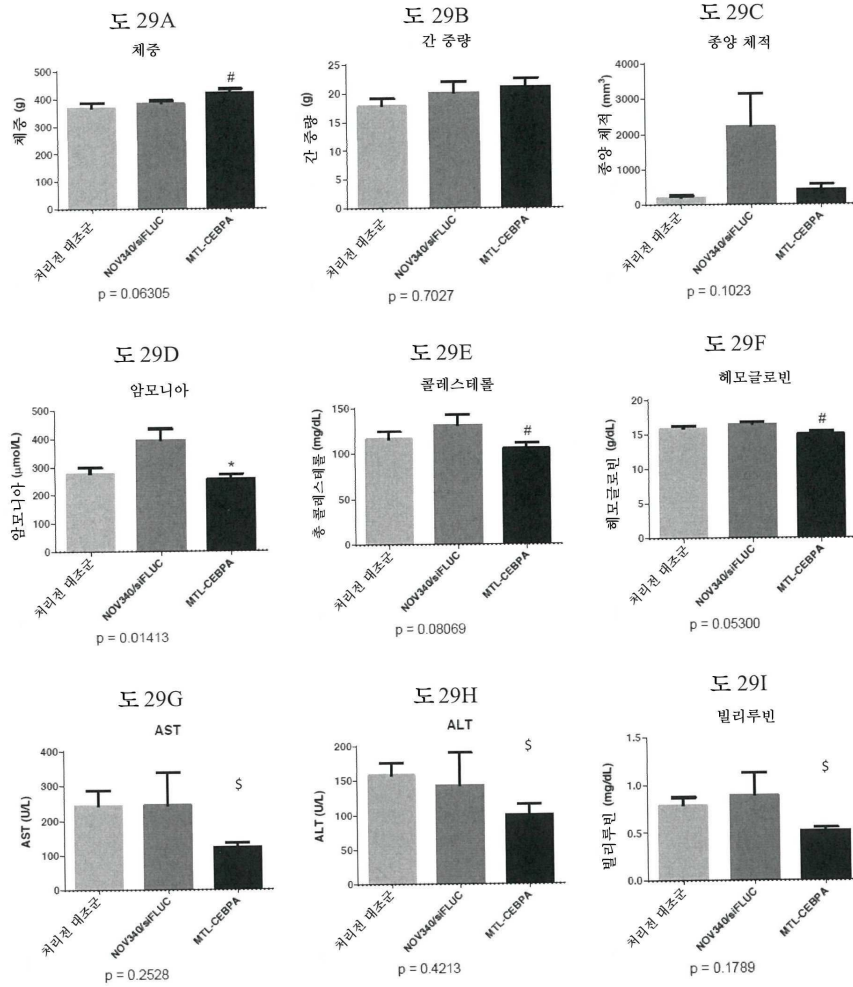 도 29A
체중
체중 (g)
500
400
300
200
100
0
#
처리전 대조군
NOV340/siFLUC
MTL-CEBPA
p = 0.06305
도 29B
간 중량
간 중량 (g)
25
20
15
10
5
0
처리전 대조군
NOV340/siFLUC
MTL-CEBPA
p = 0.7027
도 29C
종양 체적
종양 체적 (mm³)
4000
3000
2000
1000
0
처리전 대조군
NOV340/siFLUC
MTL-CEBPA
p = 0.1023
도 29D
암모니아
암모니아 (µmol/L)
500
400
300
200
100
0
*
처리전 대조군
NOV340/siFLUC
MTL-CEBPA
p = 0.01413
도 29E
콜레스테롤
총 콜레스테롤 (mg/dL)
150
100
50
0
#
처리전 대조군
NOV340/siFLUC
MTL-CEBPA
p = 0.08069
도 29F
헤모글로빈
헤모글로빈 (g/dL)
20
15
10
5
0
#
처리전 대조군
NOV340/siFLUC
MTL-CEBPA
p = 0.05300
도 29G
AST
AST (U/L)
400
300
200
100
0
$
처리전 대조군
NOV340/siFLUC
MTL-CEBPA
p = 0.2528
도 29H
ALT
ALT (U/L)
200
150
100
50
0
$
처리전 대조군
NOV340/siFLUC
MTL-CEBPA
p = 0.4213
도 29I
빌리루빈
빌리루빈 (mg/dL)
1.5
1.0
0.5
0.0
$
처리전 대조군
NOV340/siFLUC
MTL-CEBPA
p = 0.1789